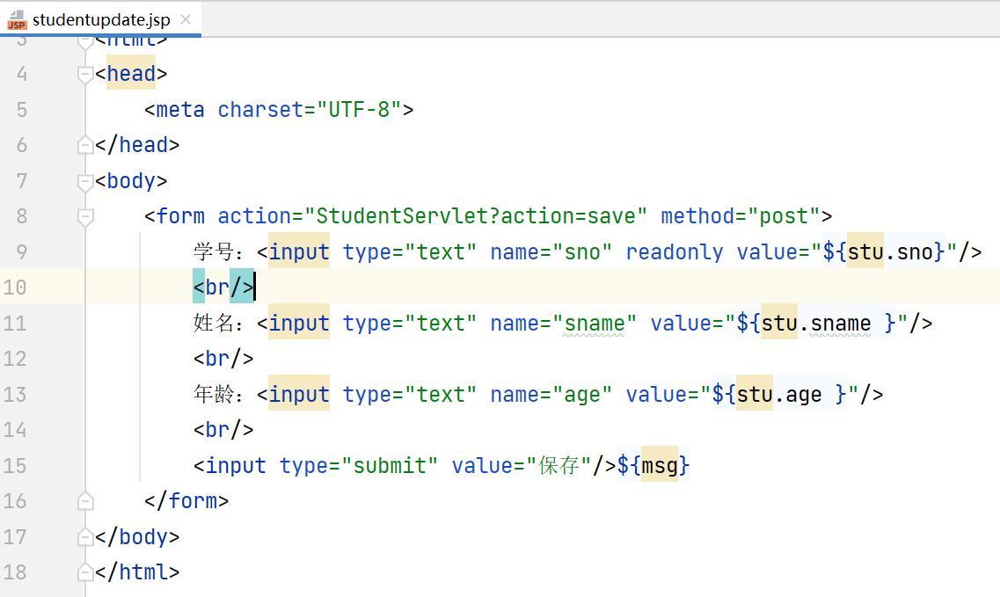 JSP studentupdate.jsp ×
3 <html>
4 <head>
5 <meta charset="UTF-8">
6 </head>
7 <body>
8 <form action="StudentServlet?action=save" method="post">
9 学号：<input type="text" name="sno" readonly value="${stu.sno}"/>
10 <br/>
11 姓名：<input type="text" name="sname" value="${stu.sname }"/>
12 <br/>
13 年龄：<input type="text" name="age" value="${stu.age }"/>
14 <br/>
15 <input type="submit" value="保存"/>${msg}
16 </form>
17 </body>
18 </html>